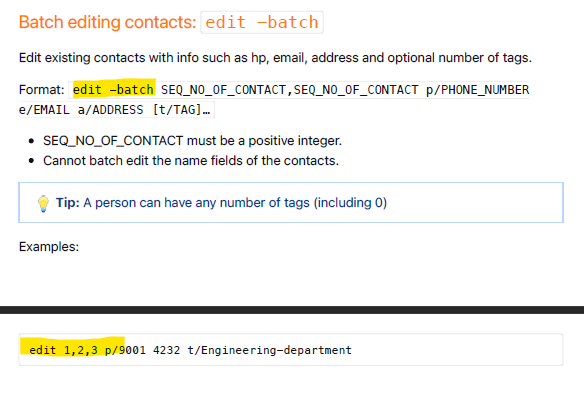 Batch editing contacts: edit –batch
Edit existing contacts with info such as hp, email, address and optional number of tags.
Format: edit –batch SEQ_NO_OF_CONTACT,SEQ_NO_OF_CONTACT p/PHONE_NUMBER
e/EMAIL a/ADDRESS [t/TAG]…
• SEQ_NO_OF_CONTACT must be a positive integer.
• Cannot batch edit the name fields of the contacts.
💡 Tip: A person can have any number of tags (including 0)
Examples:
edit 1,2,3 p/9001 4232 t/Engineering–department